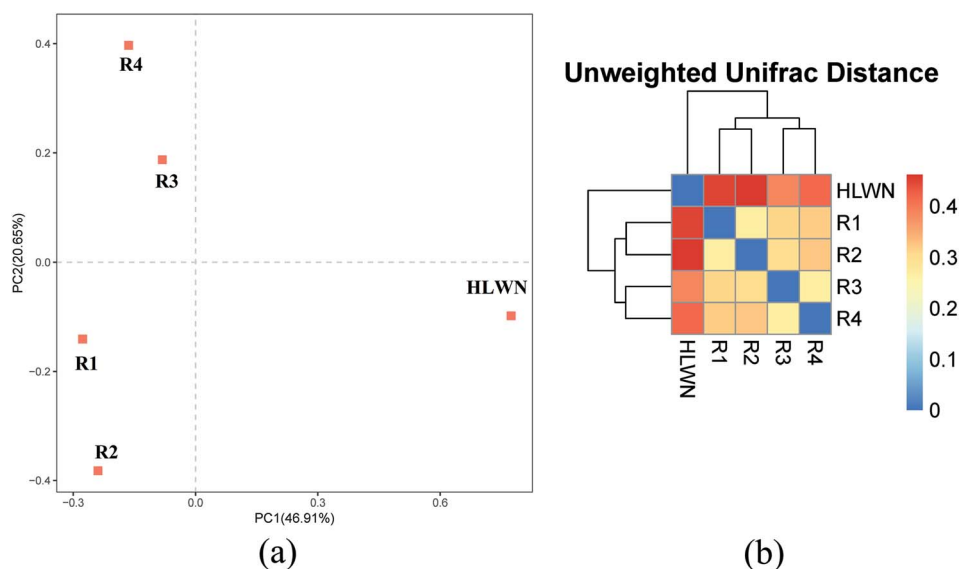 0.4
0.2
0.0
−0.2
−0.4
PC2(20.65%)
R4
R3
HLWN
R1
R2
−0.3
0.0
0.3
0.6
PC1(46.91%)
(a)
Unweighted Unifrac Distance
HLWN
R1
R2
R3
R4
HLWN
R1
R2
R3
R4
0.4
0.3
0.2
0.1
0
(b)